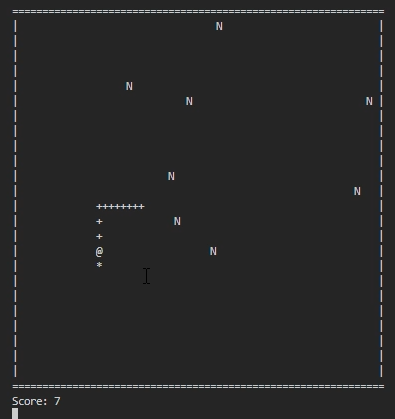 ==============================================================
|                                 N                          |
|                                                            |
|                                                            |
|                                                            |
|                  N                                         |
|                            N                             N |
|                                                            |
|                                                            |
|                                                            |
|                                                            |
|                         N                                  |
|                                                        N   |
|             ++++++++                                       |
|             +            N                                 |
|             +                                              |
|             @                  N                           |
|             *                                              |
|                                                            |
|                                                            |
|                                                            |
|                                                            |
|                                                            |
|                                                            |
|                                                            |
==============================================================
Score: 7